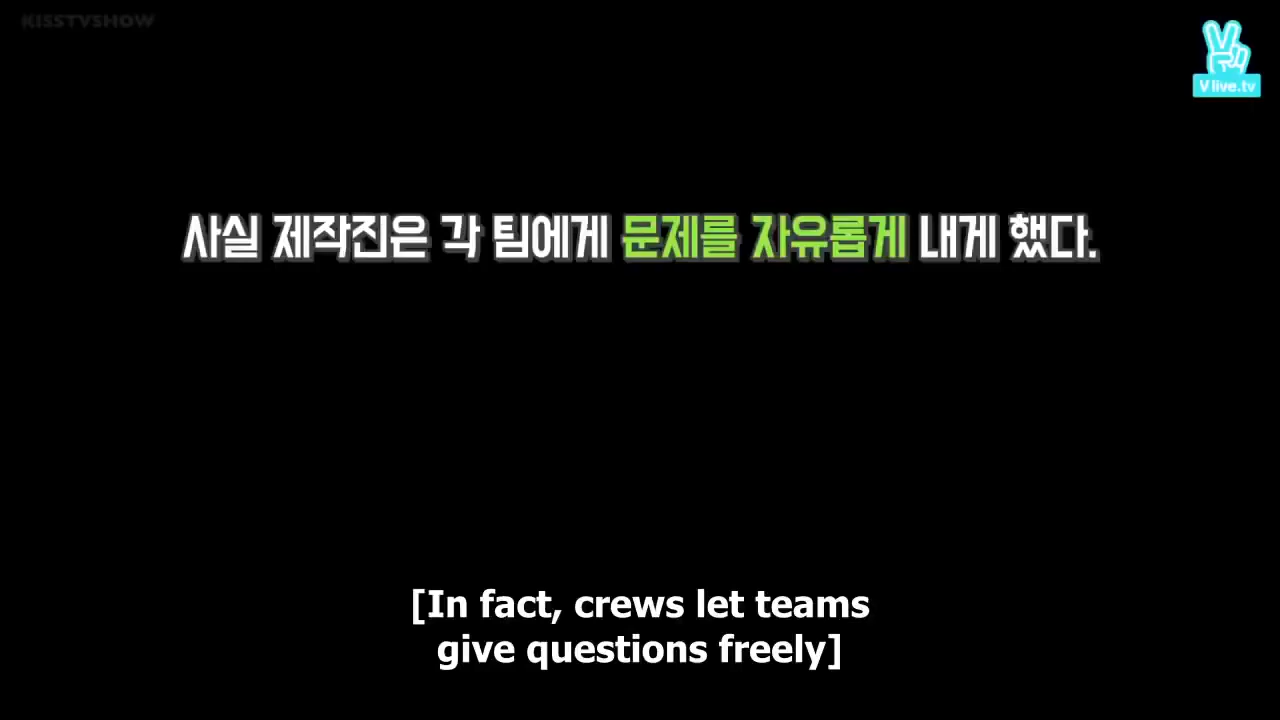 KISSTVSHOW
V live.tv
사실 제작진은 각 팀에게 문제를 자유롭게 내게 했다.
[In fact, crews let teams
give questions freely]